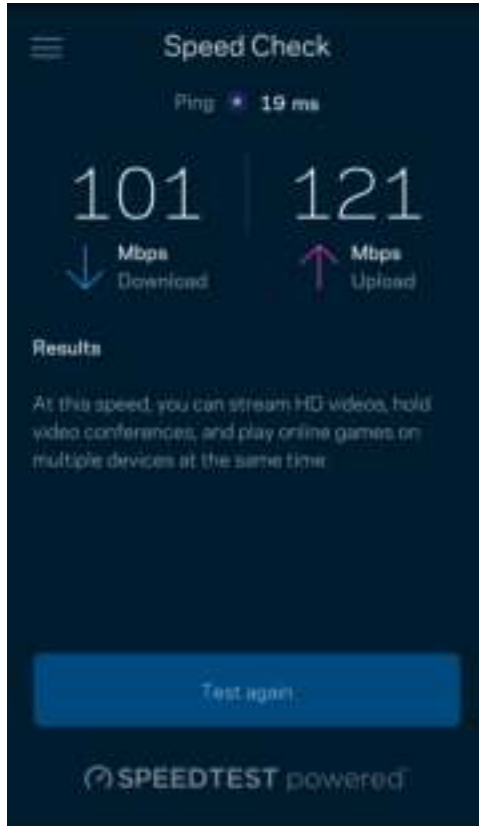 Speed Check
Ping 19 ms
101 121
Mbps Mbps
Download Upload
Results
At this speed, you can stream HD videos, hold
video conferences, and play online games on
multiple devices at the same time
Test again
SPEEDTEST powered